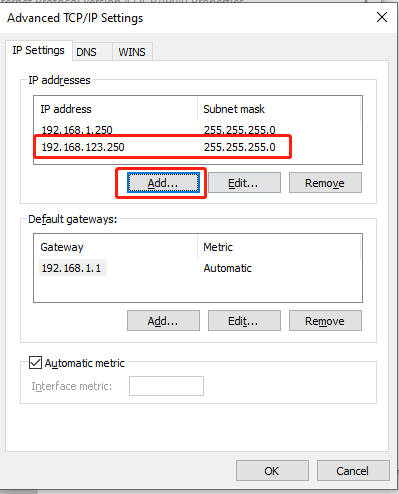 Advanced TCP/IP Settings
IP Settings DNS WINS
IP addresses
IP address Subnet mask
192.168.1.250 255.255.255.0
192.168.123.250 255.255.255.0
Add... Edit... Remove
Default gateways:
Gateway Metric
192.168.1.1 Automatic
Add... Edit... Remove
Automatic metric
Interface metric:
OK Cancel